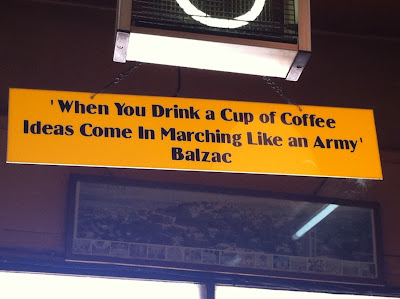 'When You Drink a Cup of Coffee
Ideas Come In Marching Like an Army'
Balzac